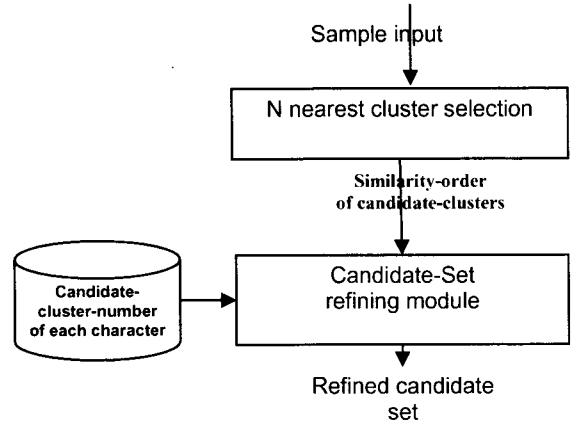 Sample input
N nearest cluster selection
Similarity-order
of candidate-clusters
Candidate-
cluster-number
of each character
Candidate-Set
refining module
Refined candidate
set